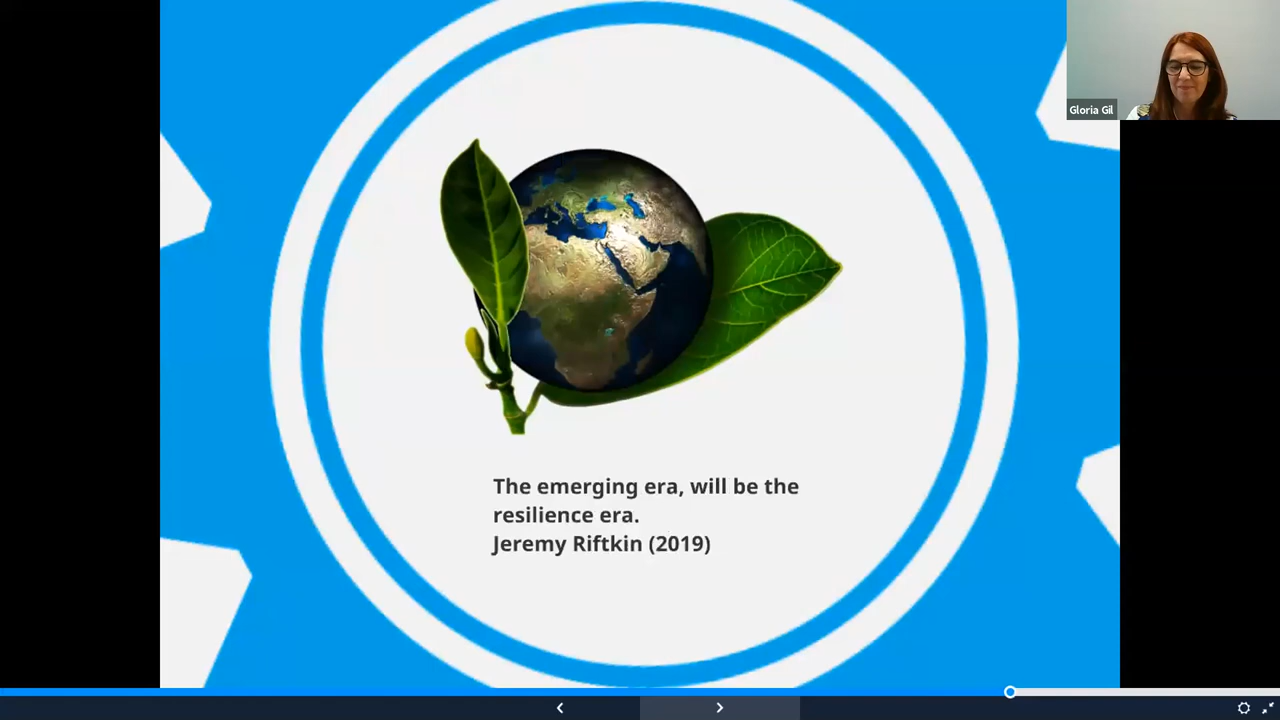 Gloria Gil
The emerging era, will be the
resilience era.
Jeremy Riftkin (2019)